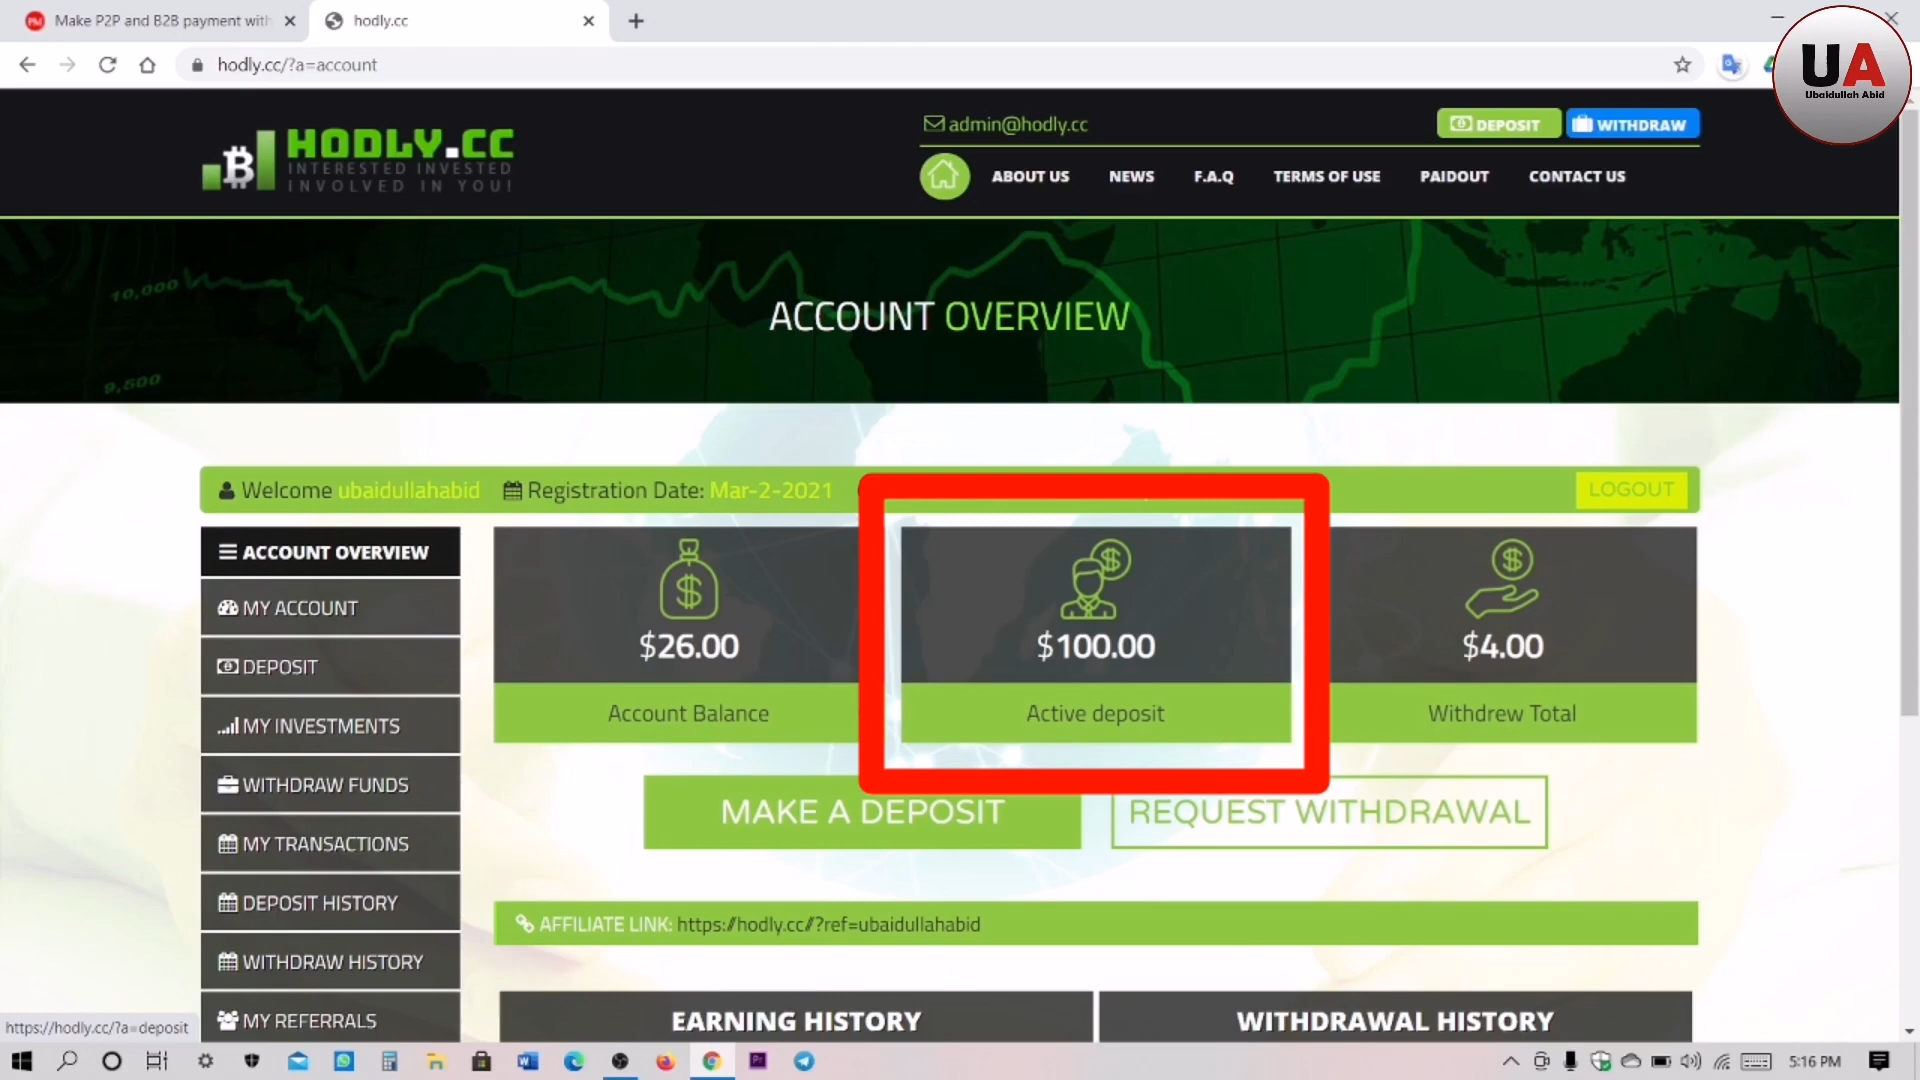 Make P2P and B2B payment with
hodly.cc
hodly.cc/?a=account
UA
Ubaidullah Abid
HODLY.CC
INTERESTED INVESTED
INVOLVED IN YOU!
admin@hodly.cc
DEPOSIT
WITHDRAW
ABOUT US
NEWS
F.A.Q
TERMS OF USE
PAIDOUT
CONTACT US
10,000
9,500
ACCOUNT OVERVIEW
Welcome ubaidullahabid
Registration Date: Mar-2-2021
LOGOUT
ACCOUNT OVERVIEW
MY ACCOUNT
DEPOSIT
MY INVESTMENTS
WITHDRAW FUNDS
MY TRANSACTIONS
DEPOSIT HISTORY
WITHDRAW HISTORY
MY REFERRALS
$26.00
Account Balance
$100.00
Active deposit
$4.00
Withdrew Total
MAKE A DEPOSIT
REQUEST WITHDRAWAL
AFFILIATE LINK: https://hodly.cc//?ref=ubaidullahabid
EARNING HISTORY
WITHDRAWAL HISTORY
https://hodly.cc/?a=deposit
5:16 PM